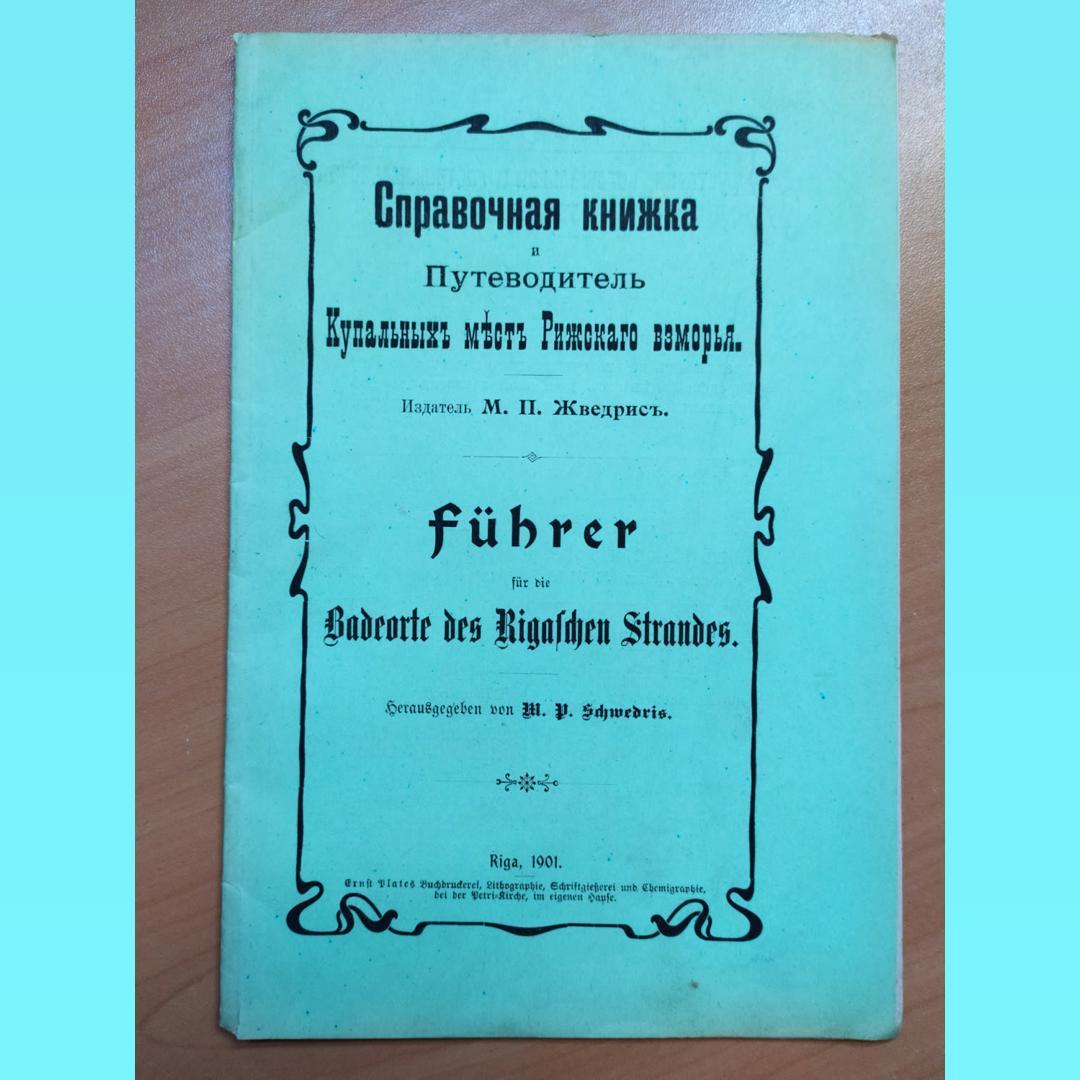 Справочная книжка
и
Путеводитель
Купальныхъ мѣстъ Рижскаго взморья.
Издатель М. П. Жведрисъ.
Führer
für die
Badeorte des Rigaſchen Strandes.
Herausgegeben von M. P. Schwedris.
Riga, 1901.
Ernſt Plates Buchdruckerei, Lithographie, Schriftgießerei und Chemigraphie,
bei der Petri-Kirche, im eigenen Hauſe.